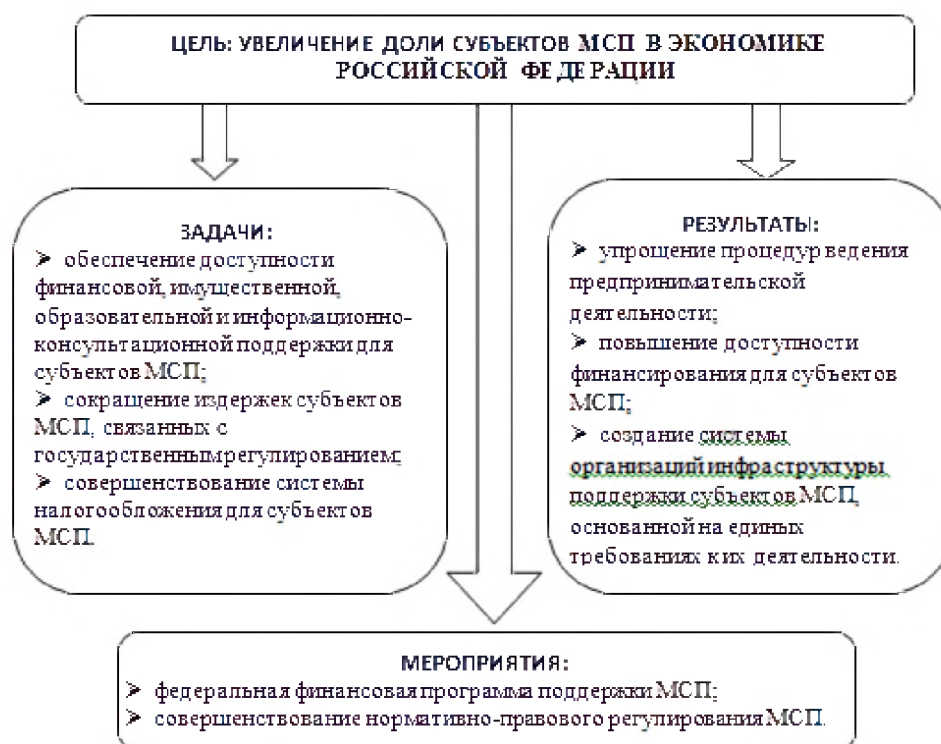 ЦЕЛЬ: УВЕЛИЧЕНИЕ ДОЛИ СУБЪЕКТОВ МСП В ЭКОНОМИКЕ
РОССИЙСКОЙ ФЕДЕРАЦИИ
ЗАДАЧИ:
➢ обеспечение доступности
финансовой, имущественной,
образовательной и информационно-
консультационной поддержки для
субъектов МСП;
➢ сокращение издержек субъектов
МСП, связанных с
государственным регулированием;
➢ совершенствование системы
налогообложения для субъектов
МСП.
РЕЗУЛЬТАТЫ:
➢ упрощение процедур ведения
предпринимательской
деятельности;
➢ повышение доступности
финансирования для субъектов
МСП;
➢ создание системы
организаций инфраструктуры
поддержки субъектов МСП,
основанной на единых
требованиях к их деятельности.
МЕРОПРИЯТИЯ:
➢ федеральная финансовая программа поддержки МСП;
➢ совершенствование нормативно-правового регулирования МСП.